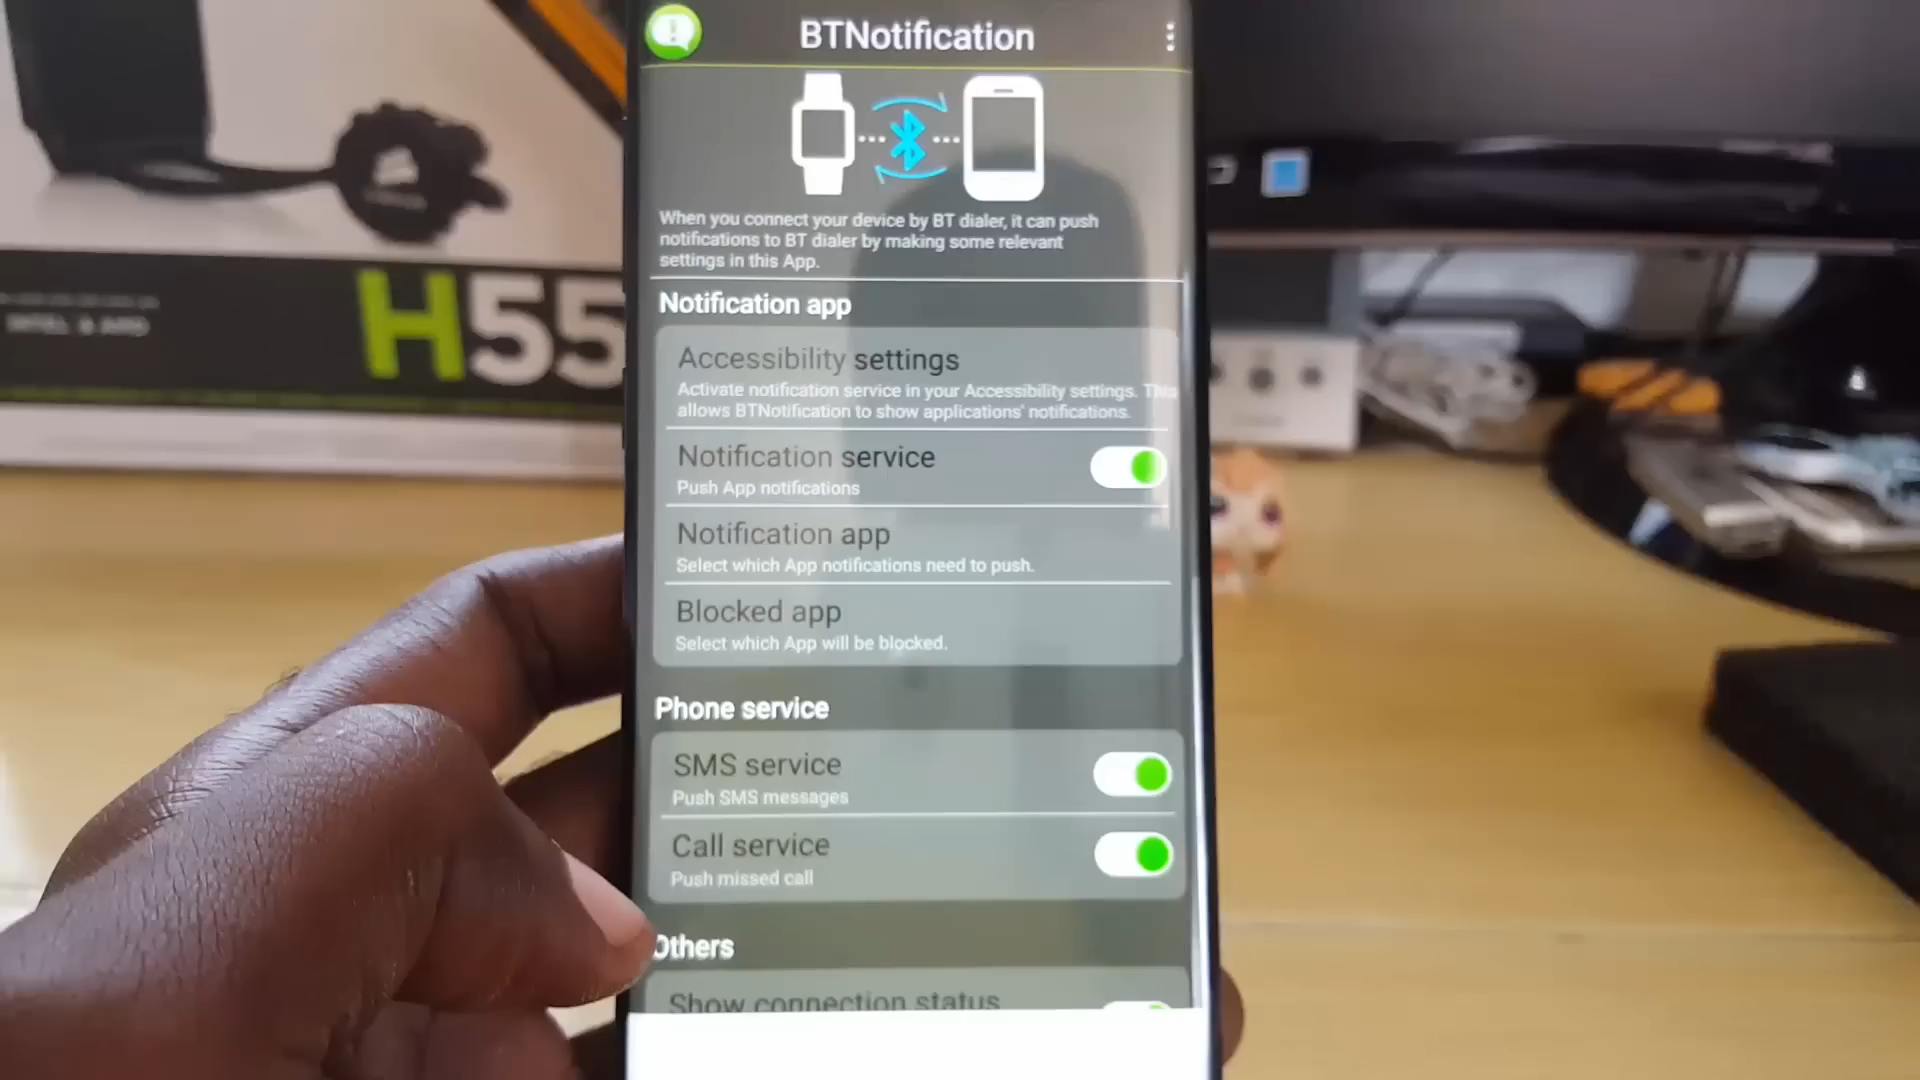 BTNotification
When you connect your device by BT dialer, it can push
notifications to BT dialer by making some relevant
settings in this App.
Notification app
Accessibility settings
Activate notification service in your Accessibility settings. This
allows BTNotification to show applications' notifications.
Notification service
Push App notifications
Notification app
Select which App notifications need to push.
Blocked app
Select which App will be blocked.
Phone service
SMS service
Push SMS messages
Call service
Push missed call
Others
Show connection status
INTEL & AMD
H55